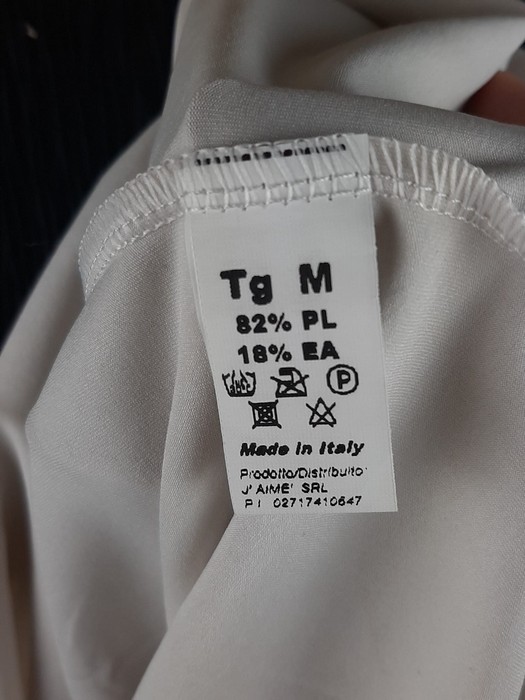 Tg M
82% PL
18% EA
P
Made in Italy
Prodotto/Distribuito
J' AIME' SRL
P I 02717410647